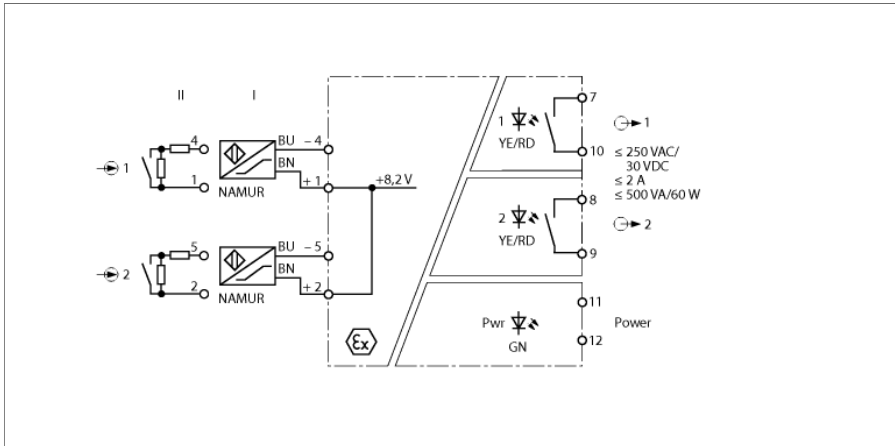 II I
4
1
1
NAMUR
BU – 4
BN
+ 1
+8,2 V
5
2
2
NAMUR
BU – 5
BN
+ 2
Ex
1
YE/RD
7
10
1
≤ 250 VAC/
30 VDC
≤ 2 A
≤ 500 VA/60 W
2
YE/RD
8
9
2
Pwr
GN
11
12
Power